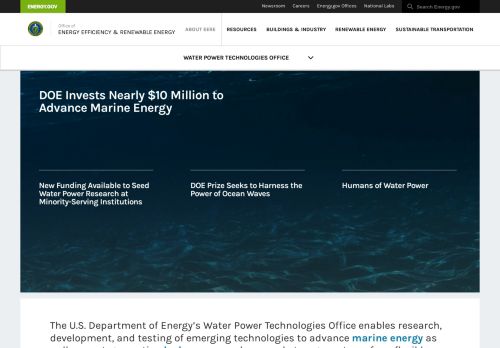 ENERGY.GOV
Newsroom Careers Energy.gov Offices National Labs Search Energy.gov
Office of
ENERGY EFFICIENCY & RENEWABLE ENERGY
ABOUT EERE RESOURCES BUILDINGS & INDUSTRY RENEWABLE ENERGY SUSTAINABLE TRANSPORTATION
WATER POWER TECHNOLOGIES OFFICE
DOE Invests Nearly $10 Million to
Advance Marine Energy
New Funding Available to Seed
Water Power Research at
Minority-Serving Institutions
DOE Prize Seeks to Harness the
Power of Ocean Waves
Humans of Water Power
The U.S. Department of Energy's Water Power Technologies Office enables research,
development, and testing of emerging technologies to advance marine energy as